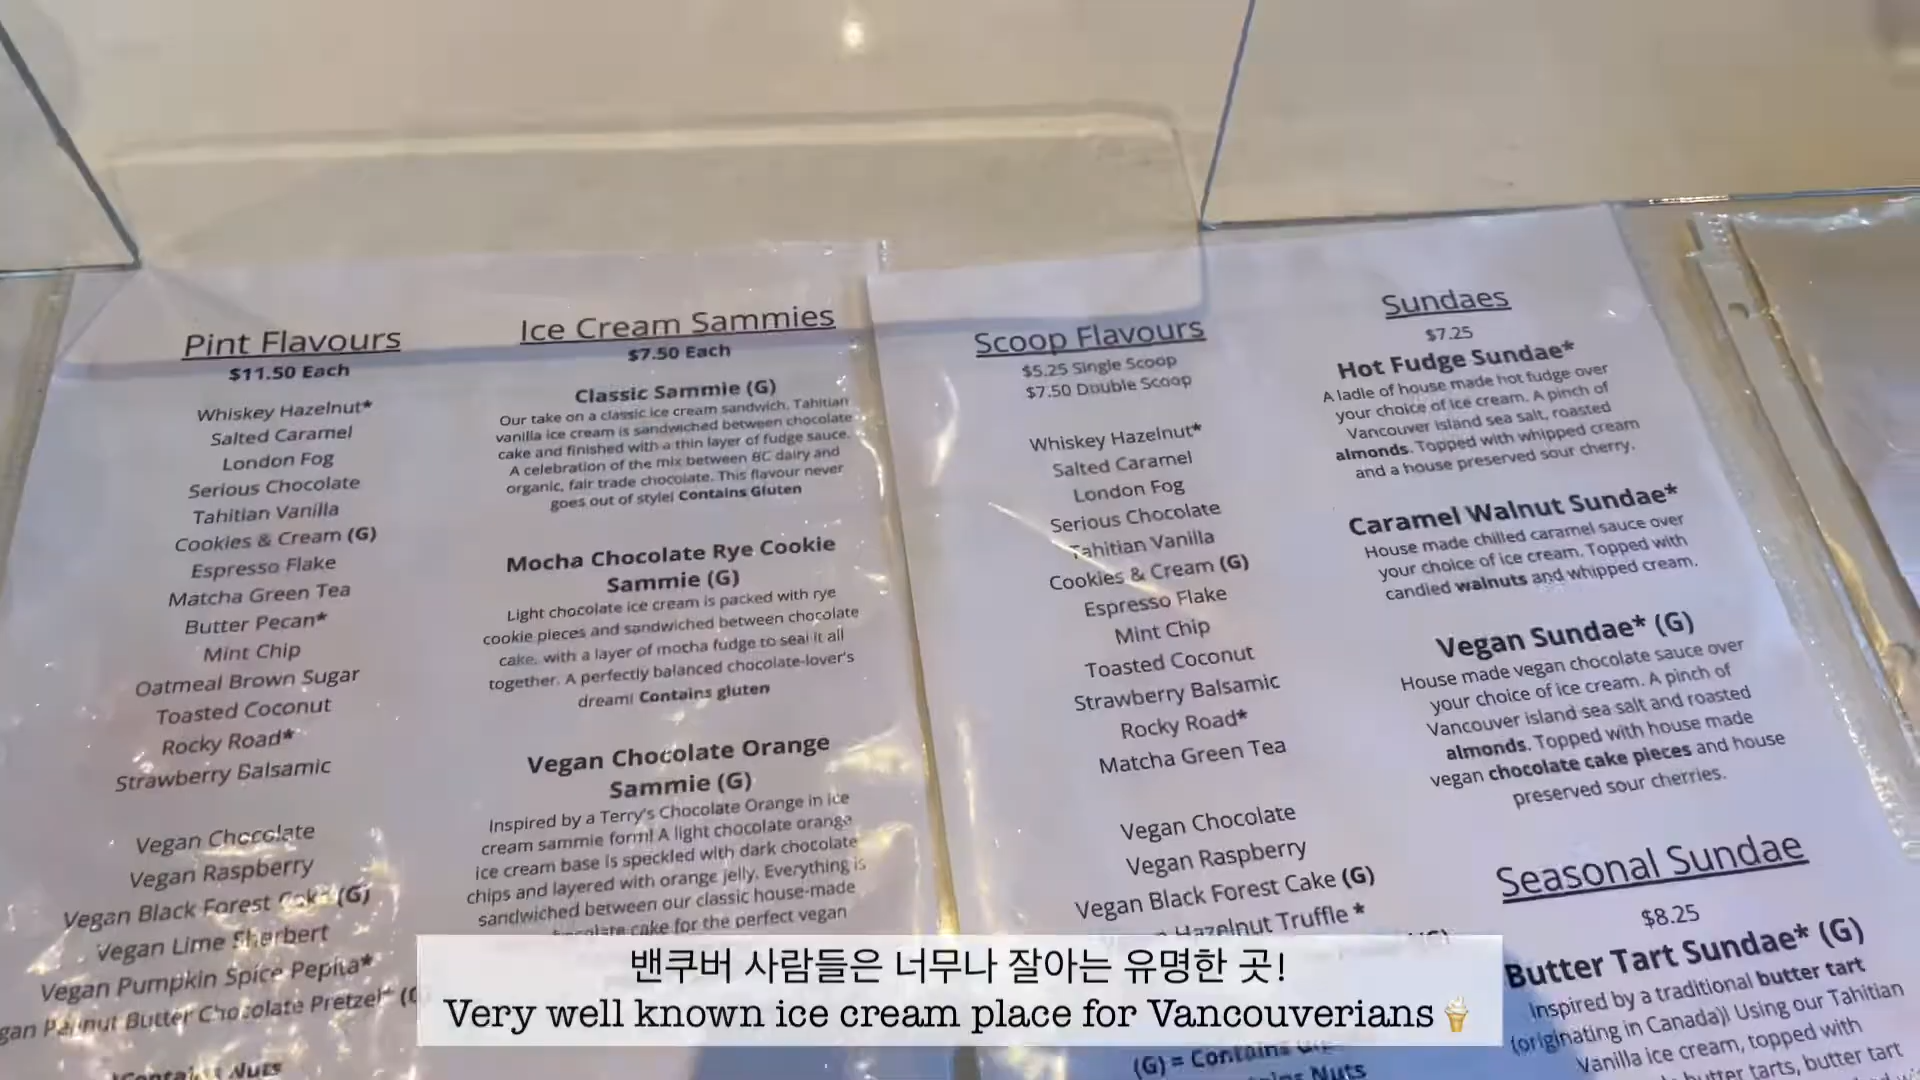 Pint Flavours
$11.50 Each
Whiskey Hazelnut*
Salted Caramel
London Fog
Serious Chocolate
Tahitian Vanilla
Cookies & Cream (G)
Espresso Flake
Matcha Green Tea
Butter Pecan*
Mint Chip
Oatmeal Brown Sugar
Toasted Coconut
Rocky Road*
Strawberry Balsamic
Vegan Chocolate
Vegan Raspberry
Vegan Black Forest Cake (G)
Vegan Lime Sherbert
Vegan Pumpkin Spice Pepita*
Peanut Butter Chocolate Pretzel*
Nuts
Ice Cream Sammies
$7.50 Each
Classic Sammie (G)
Our take on a classic ice cream sandwich. Tahitian
vanilla ice cream is sandwiched between chocolate
cake and finished with a thin layer of fudge sauce.
A celebration of the mix between BC dairy and
organic, fair trade chocolate. This flavour never
goes out of style! Contains Gluten
Mocha Chocolate Rye Cookie
Sammie (G)
Light chocolate ice cream is packed with rye
cookie pieces and sandwiched between chocolate
cake, with a layer of mocha fudge to seal it all
together. A perfectly balanced chocolate-lover's
dream! Contains gluten
Vegan Chocolate Orange
Sammie (G)
Inspired by a Terry's Chocolate Orange in ice
cream sammie form! A light chocolate orange
ice cream base is speckled with dark chocolate
chips and layered with orange jelly. Everything is
sandwiched between our classic house-made
cake for the perfect vegan
Scoop Flavours
$5.25 Single Scoop
$7.50 Double Scoop
Whiskey Hazelnut*
Salted Caramel
London Fog
Serious Chocolate
Tahitian Vanilla
Cookies & Cream (G)
Espresso Flake
Mint Chip
Toasted Coconut
Strawberry Balsamic
Rocky Road*
Matcha Green Tea
Vegan Chocolate
Vegan Raspberry
Vegan Black Forest Cake (G)
Hazelnut Truffle *
(G) = Contains
Nuts
Sundaes
$7.25
Hot Fudge Sundae*
A ladle of house made hot fudge over
your choice of ice cream. A pinch of
Vancouver island sea salt, roasted
almonds. Topped with whipped cream
and a house preserved sour cherry.
Caramel Walnut Sundae*
House made chilled caramel sauce over
your choice of ice cream. Topped with
candied walnuts and whipped cream.
Vegan Sundae* (G)
House made vegan chocolate sauce over
your choice of ice cream. A pinch of
Vancouver island sea salt and roasted
almonds. Topped with house made
vegan chocolate cake pieces and house
preserved sour cherries.
Seasonal Sundae
$8.25
Butter Tart Sundae* (G)
Inspired by a traditional butter tart
(originating in Canada)! Using our Tahitian
Vanilla ice cream, topped with
butter tarts, butter tart
밴쿠버 사람들은 너무나 잘아는 유명한 곳!
Very well known ice cream place for Vancouverians🍦